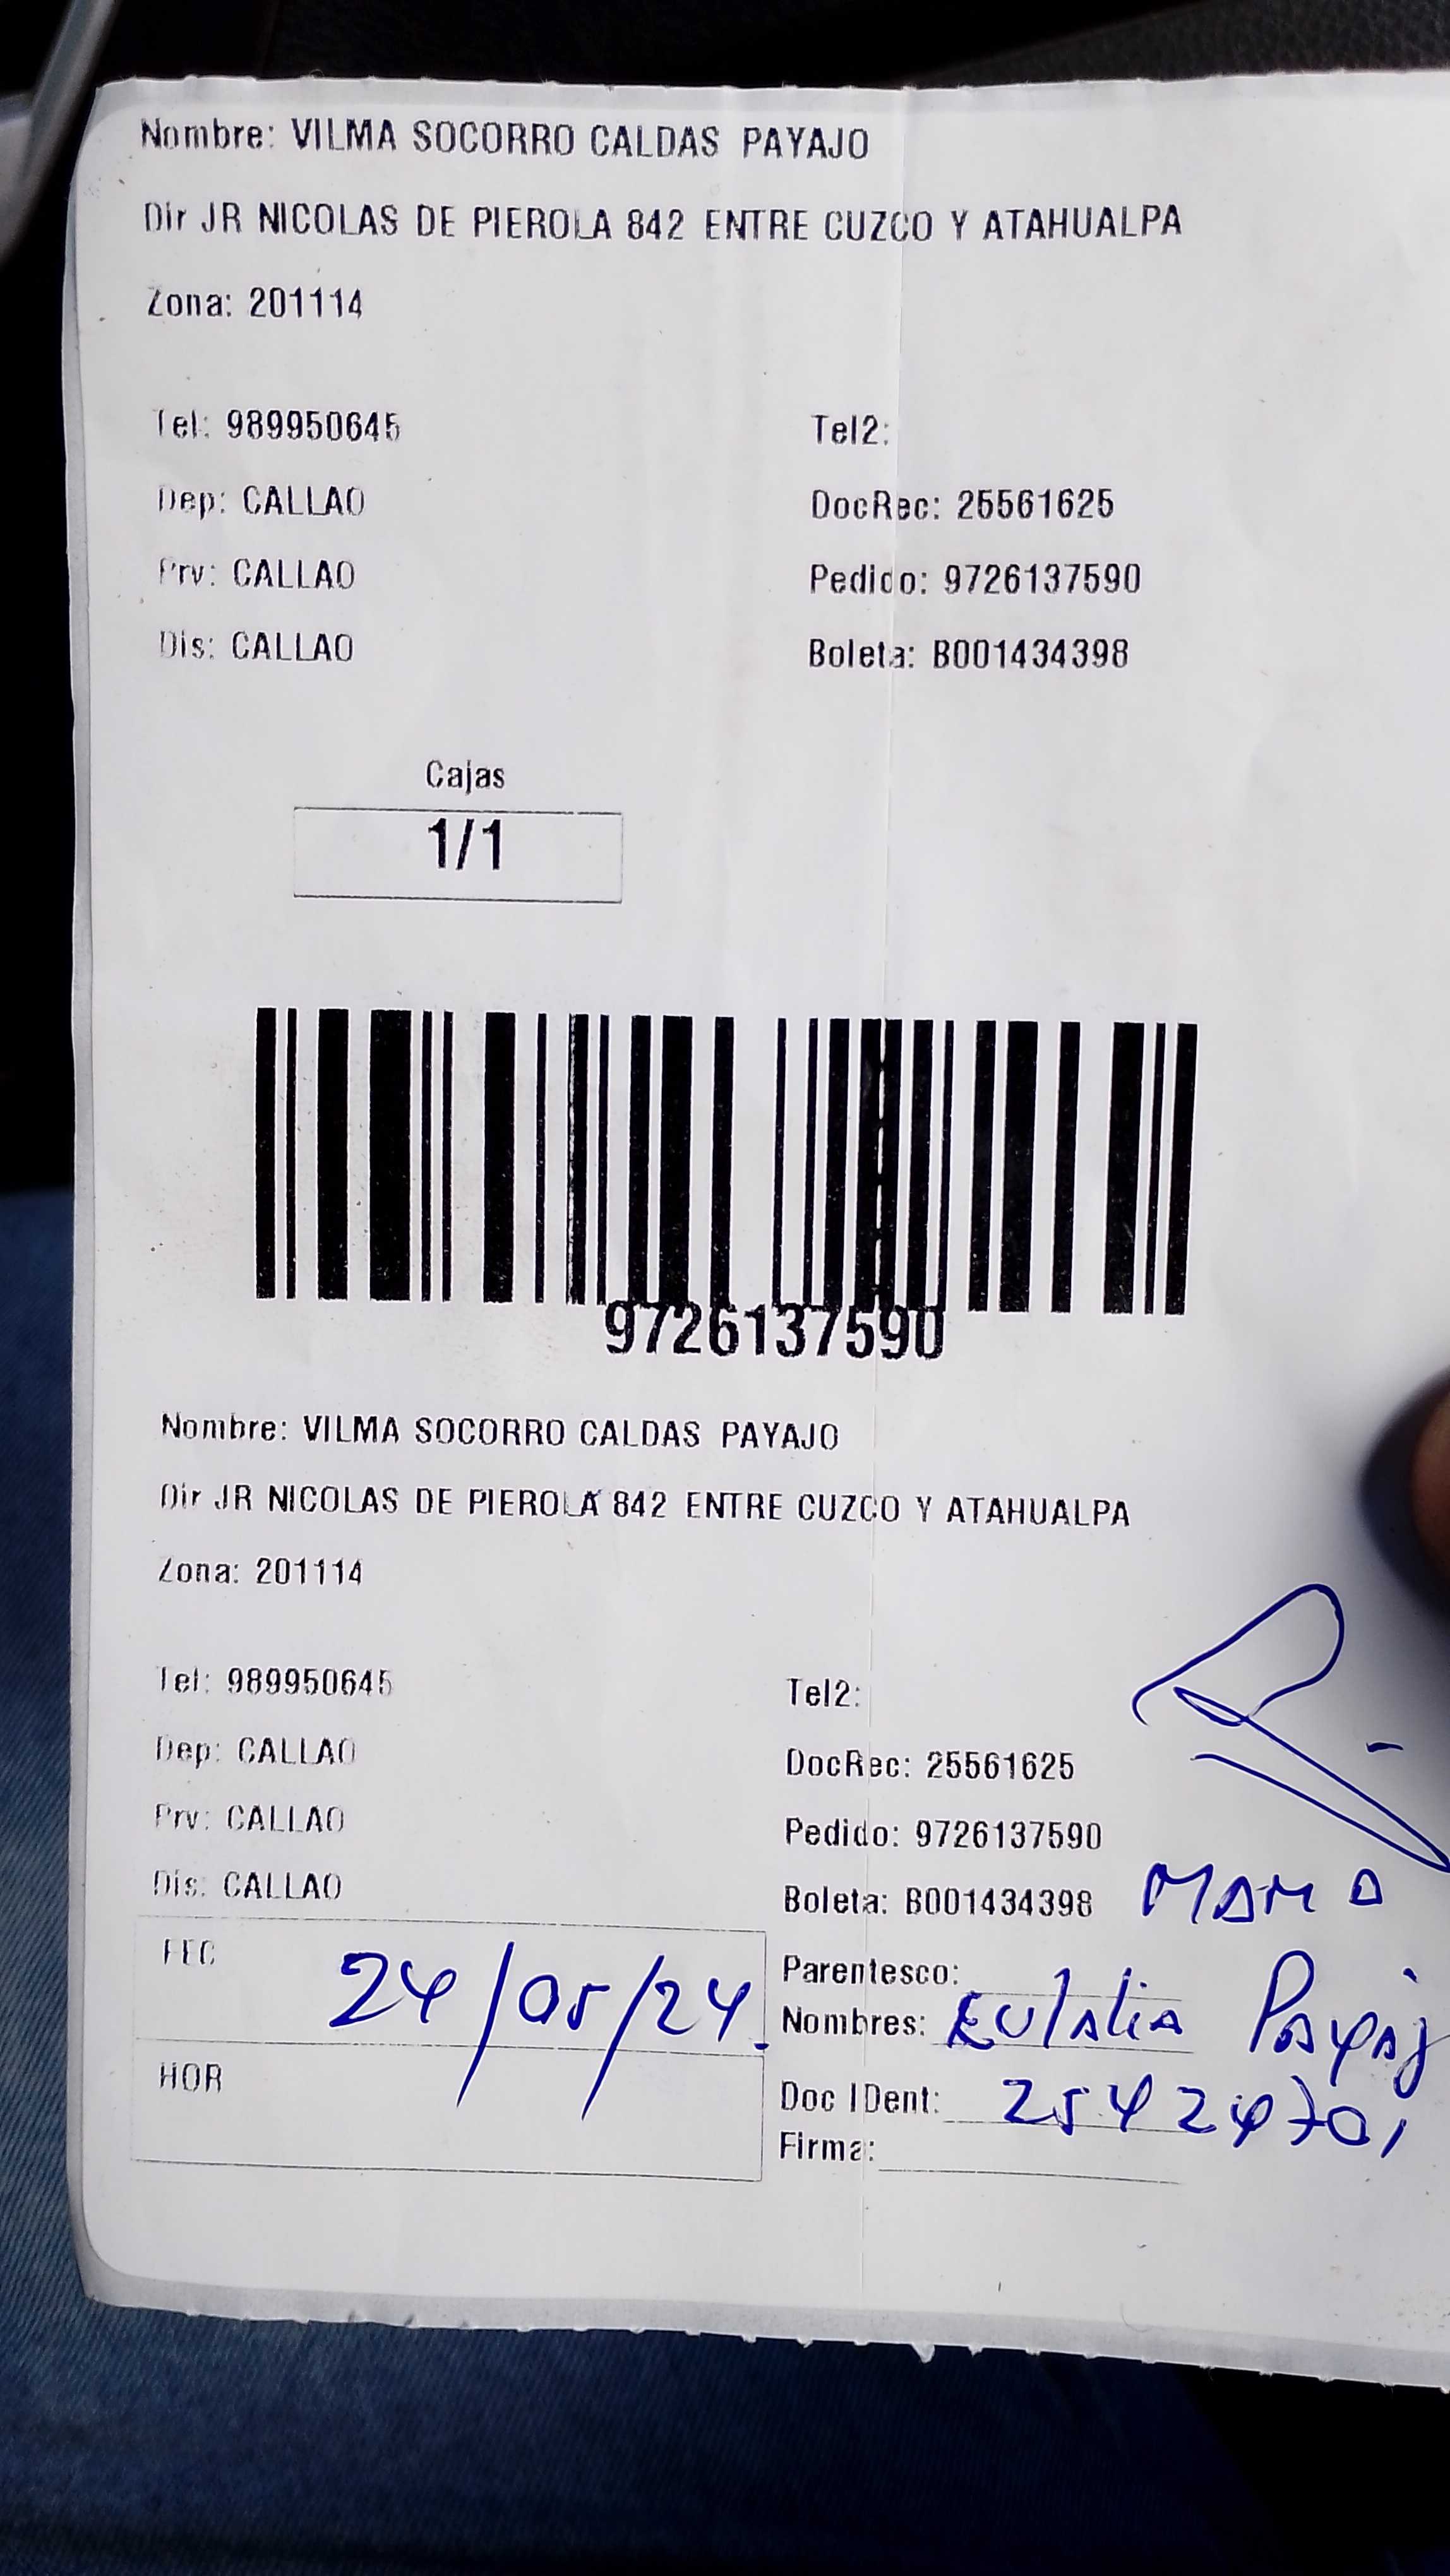 Nombre: VILMA SOCORRO CALDAS PAYAJO
Dir JR NICOLAS DE PIEROLA 842 ENTRE CUZCO Y ATAHUALPA
Zona: 201114
Tel: 989950645 Tel2:
Dep: CALLAO DocRec: 25561625
Prv: CALLAO Pedido: 9726137590
Dis: CALLAO Boleta: B001434398
Cajas
1/1
9726137590
Nombre: VILMA SOCORRO CALDAS PAYAJO
Dir JR NICOLAS DE PIEROLA 842 ENTRE CUZCO Y ATAHUALPA
Zona: 201114
Tel: 989950645 Tel2:
Dep: CALLAO DocRec: 25561625
Prv: CALLAO Pedido: 9726137590
Dis: CALLAO Boleta: B001434398 MAMA
FEC 24/05/24. Parentesco:
Nombres: EULALIA PAYAJ
HOR Doc IDent: 25424701
Firma: